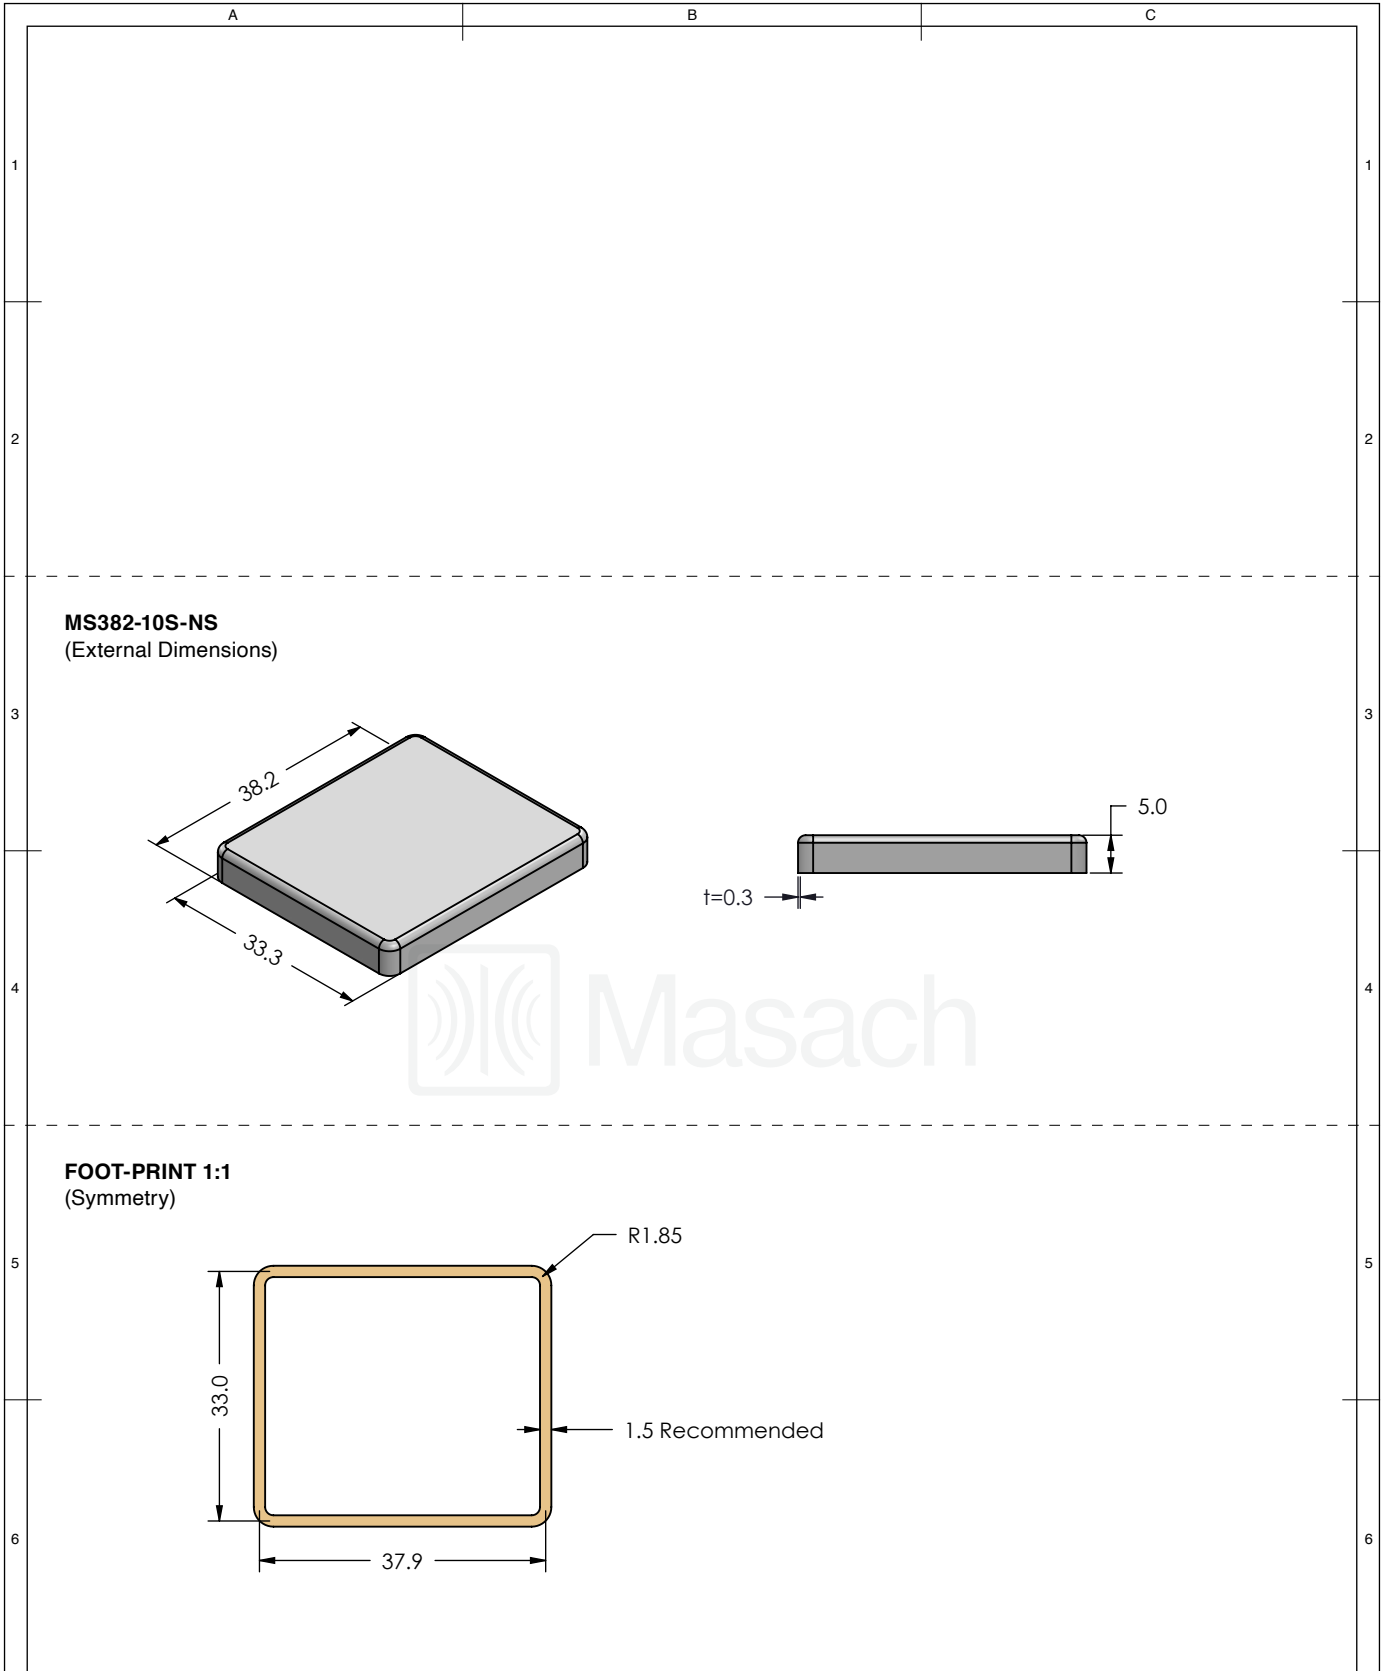 A B C
1 1
2 2
MS382-10S-NS
(External Dimensions)
3 3
38.2
5.0
t=0.3
33.3
4 4
Masach
FOOT-PRINT 1:1
(Symmetry)
R1.85
5 5
33.0
1.5 Recommended
6 6
37.9